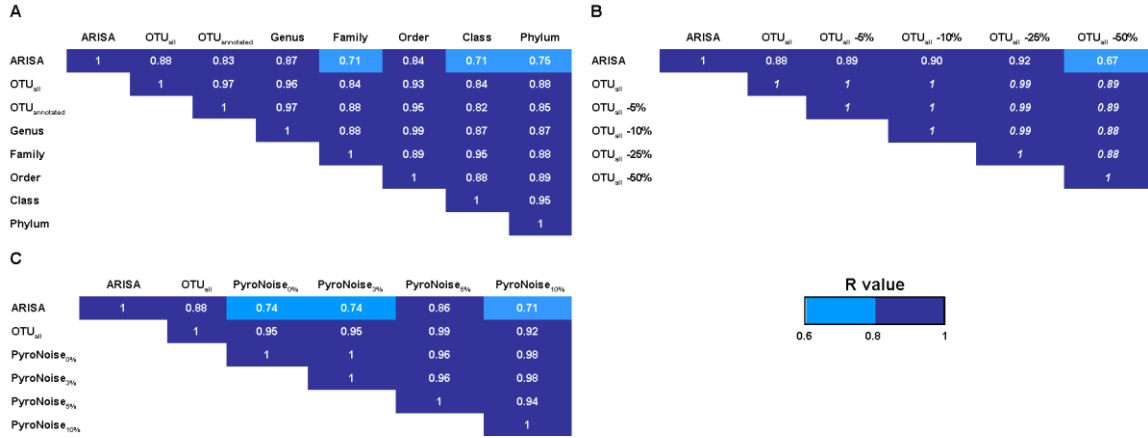 A
ARISA OTUall OTUannotated Genus Family Order Class Phylum
ARISA 1 0.88 0.83 0.87 0.71 0.84 0.71 0.75
OTUall 1 0.97 0.96 0.84 0.93 0.84 0.88
OTUannotated 1 0.97 0.88 0.95 0.82 0.85
Genus 1 0.88 0.99 0.87 0.87
Family 1 0.89 0.95 0.88
Order 1 0.88 0.89
Class 1 0.95
Phylum 1
B
ARISA OTUall OTUall -5% OTUall -10% OTUall -25% OTUall -50%
ARISA 1 0.88 0.89 0.90 0.92 0.67
OTUall 1 1 1 0.99 0.89
OTUall -5% 1 1 0.99 0.89
OTUall -10% 1 0.99 0.88
OTUall -25% 1 0.88
OTUall -50% 1
C
ARISA OTUall PyroNoise0% PyroNoise3% PyroNoise5% PyroNoise10%
ARISA 1 0.88 0.74 0.74 0.86 0.71
OTUall 1 0.95 0.95 0.99 0.92
PyroNoise0% 1 1 0.96 0.98
PyroNoise3% 1 0.96 0.98
PyroNoise5% 1 0.94
PyroNoise10% 1
R value
0.6 0.8 1